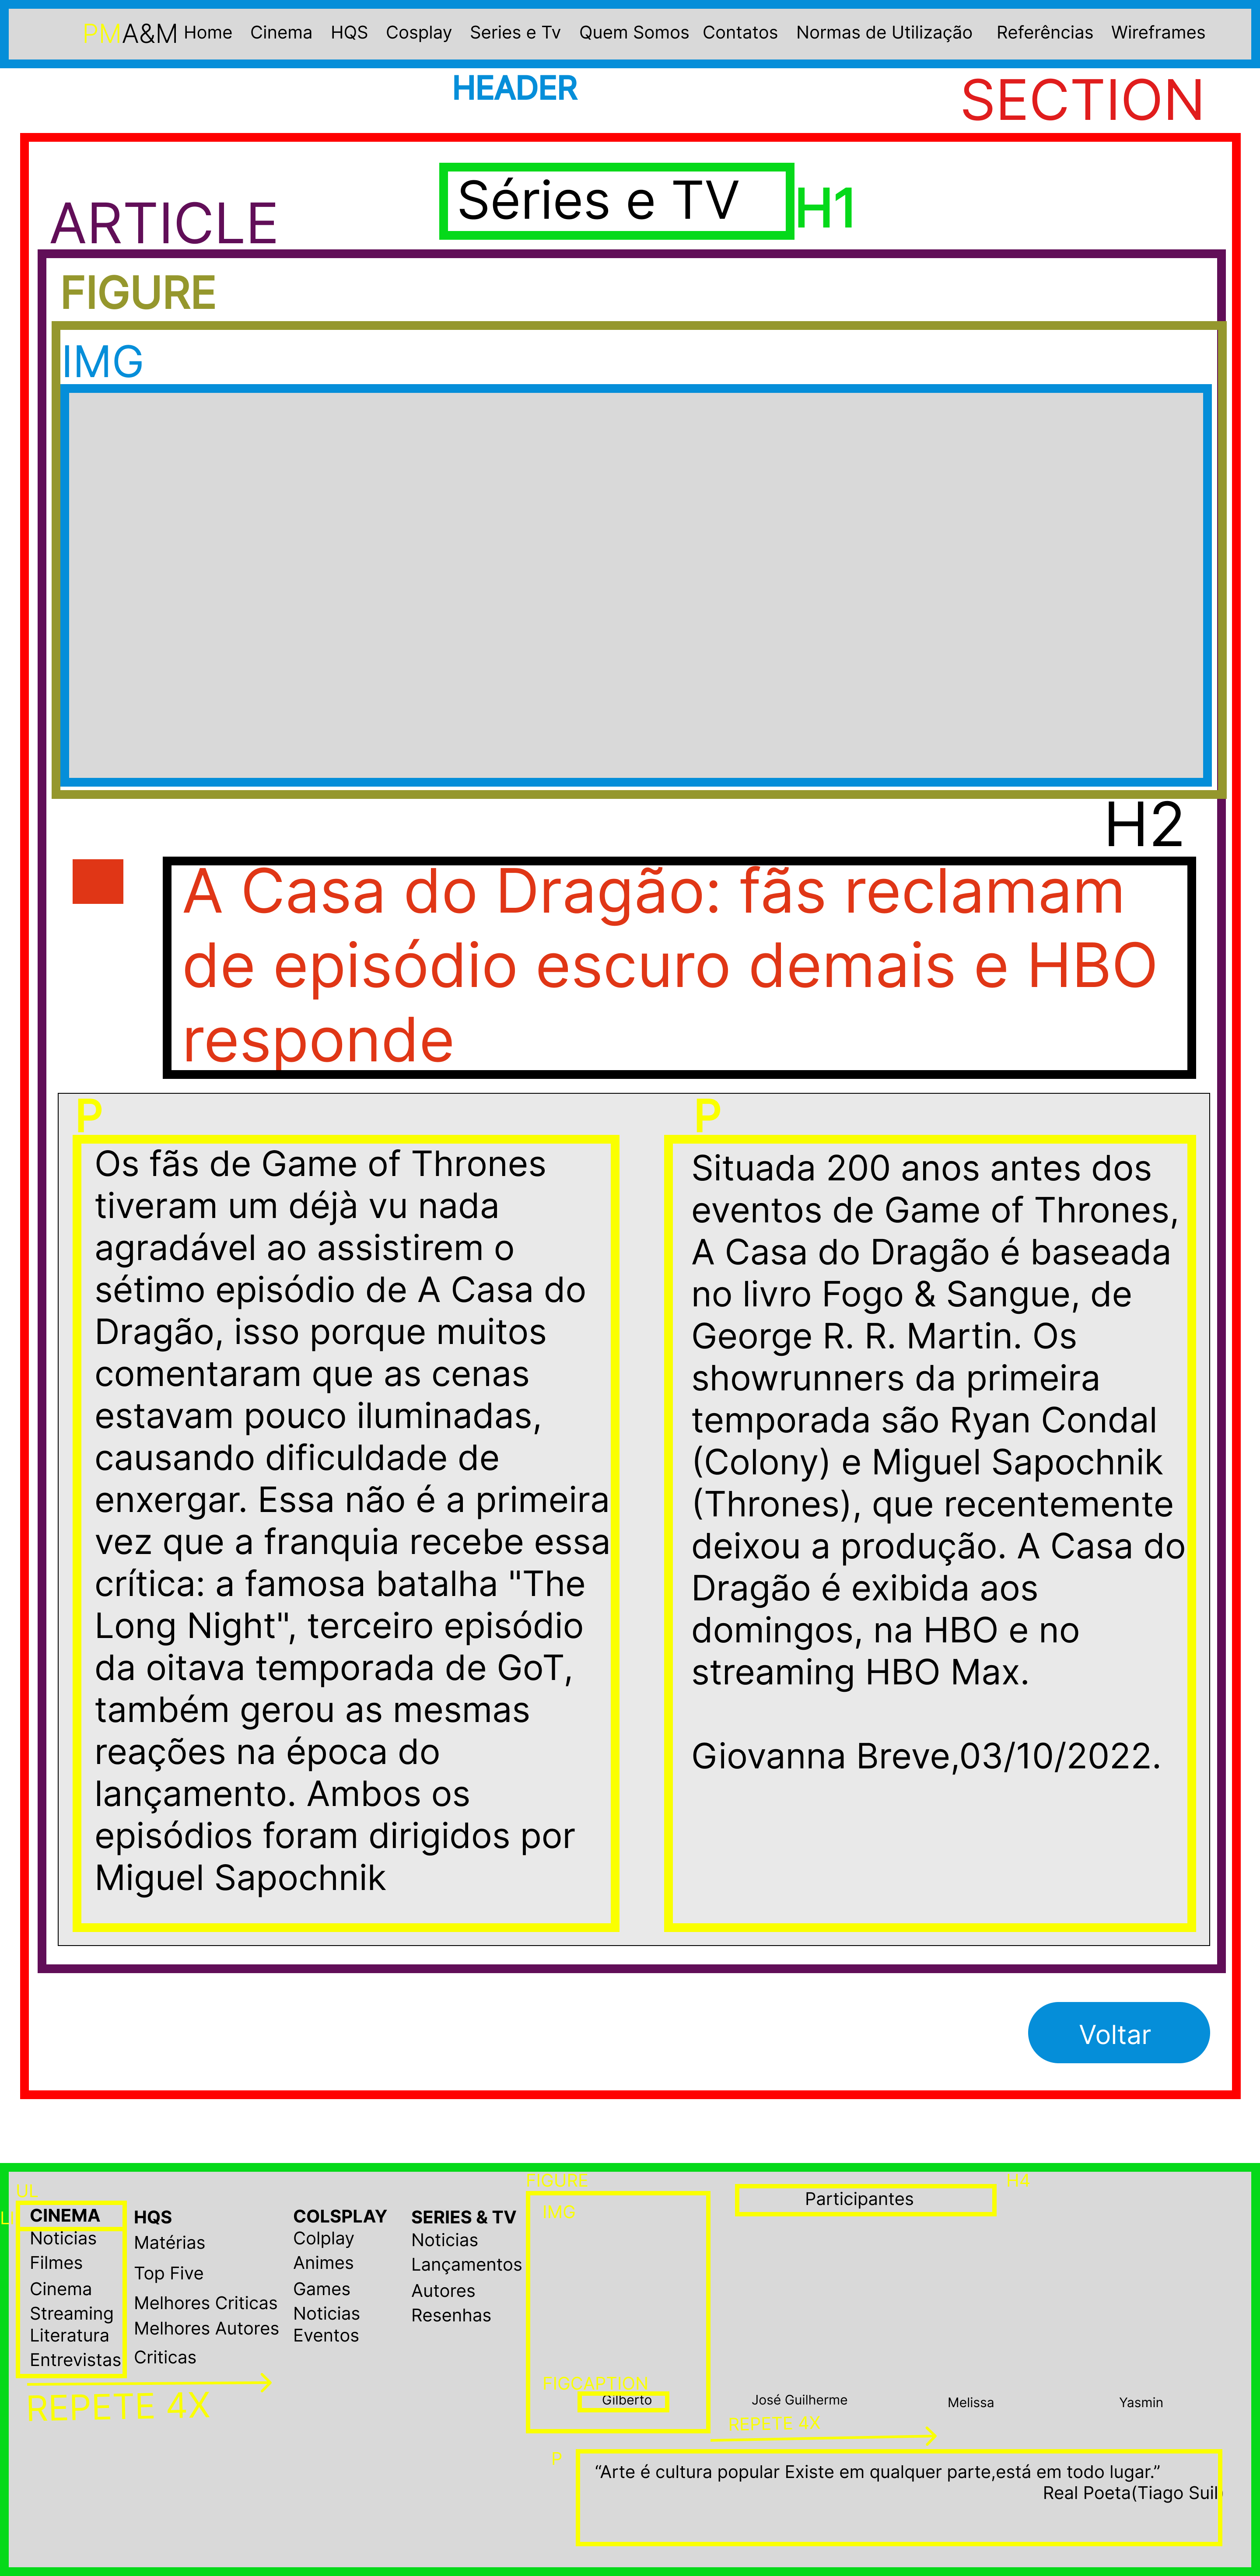 PMA&M Home Cinema HQS Cosplay Series e Tv Quem Somos Contatos Normas de Utilização Referências Wireframes
HEADER
SECTION
Séries e TV
H1
ARTICLE
FIGURE
IMG
H2
A Casa do Dragão: fãs reclamam
de episódio escuro demais e HBO
responde
P
Os fãs de Game of Thrones
tiveram um déjà vu nada
agradável ao assistirem o
sétimo episódio de A Casa do
Dragão, isso porque muitos
comentaram que as cenas
estavam pouco iluminadas,
causando dificuldade de
enxergar. Essa não é a primeira
vez que a franquia recebe essa
crítica: a famosa batalha "The
Long Night", terceiro episódio
da oitava temporada de GoT,
também gerou as mesmas
reações na época do
lançamento. Ambos os
episódios foram dirigidos por
Miguel Sapochnik
P
Situada 200 anos antes dos
eventos de Game of Thrones,
A Casa do Dragão é baseada
no livro Fogo & Sangue, de
George R. R. Martin. Os
showrunners da primeira
temporada são Ryan Condal
(Colony) e Miguel Sapochnik
(Thrones), que recentemente
deixou a produção. A Casa do
Dragão é exibida aos
domingos, na HBO e no
streaming HBO Max.
Giovanna Breve,03/10/2022.
Voltar
UL
CINEMA
Noticias
Filmes
Cinema
Streaming
Literatura
Entrevistas
REPETE 4X
HQS
Matérias
Top Five
Melhores Criticas
Melhores Autores
Criticas
COLSPLAY
Colplay
Animes
Games
Noticias
Eventos
SERIES & TV
Noticias
Lançamentos
Autores
Resenhas
FIGURE
IMG
FIGCAPTION
Gilberto
Participantes
H4
José Guilherme
Melissa
Yasmin
REPETE 4X
P
“Arte é cultura popular Existe em qualquer parte,está em todo lugar.”
Real Poeta(Tiago Suil